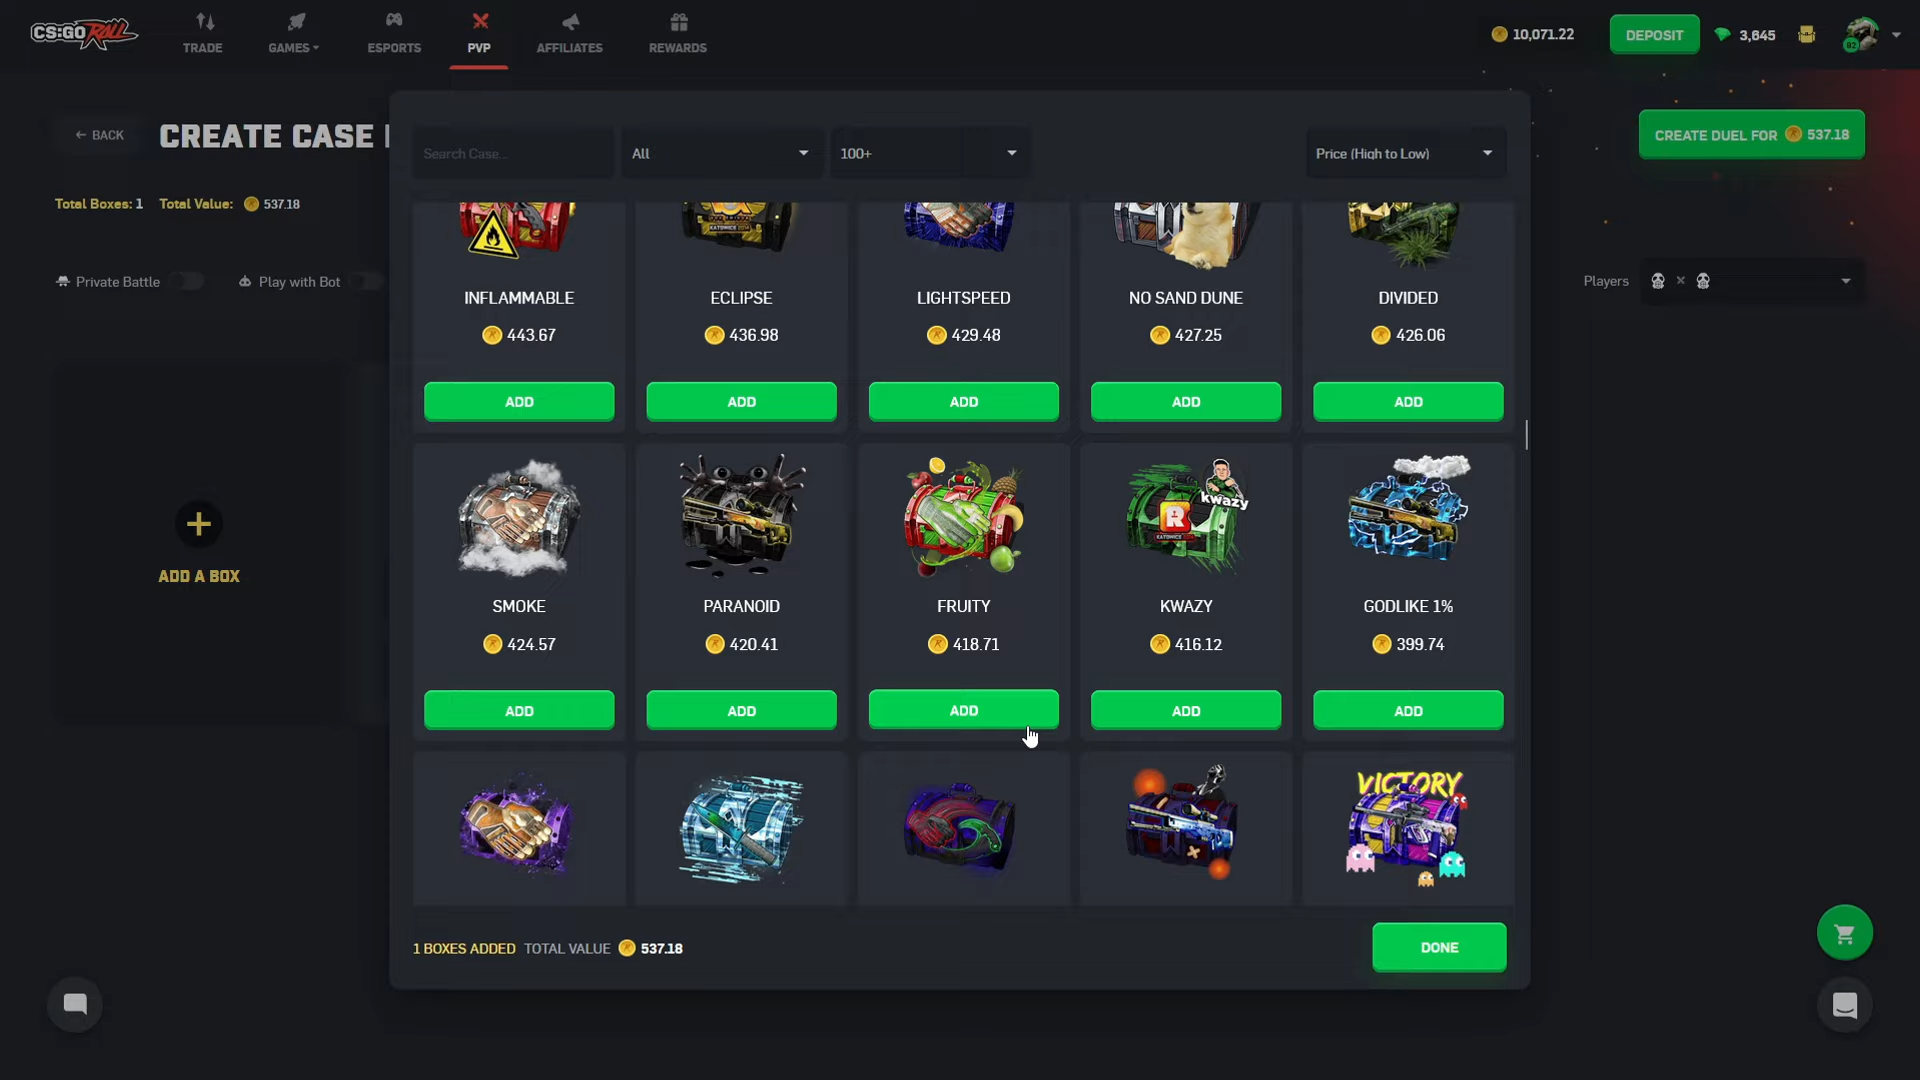 CS:GO ROLL
TRADE
GAMES
ESPORTS
PVP
AFFILIATES
REWARDS
10,071.22
DEPOSIT
3,645
92
← BACK
CREATE CASE
CREATE DUEL FOR 537.18
Total Boxes: 1 Total Value: 537.18
Private Battle
Play with Bot
Players
×
Search Case...
All
100+
Price (High to Low)
INFLAMMABLE
443.67
ADD
ECLIPSE
436.98
ADD
LIGHTSPEED
429.48
ADD
NO SAND DUNE
427.25
ADD
DIVIDED
426.06
ADD
ADD A BOX
SMOKE
424.57
ADD
PARANOID
420.41
ADD
FRUITY
418.71
ADD
kwazy
R
KATOWICE
KWAZY
416.12
ADD
GODLIKE 1%
399.74
ADD
VICTORY
1 BOXES ADDED TOTAL VALUE 537.18
DONE